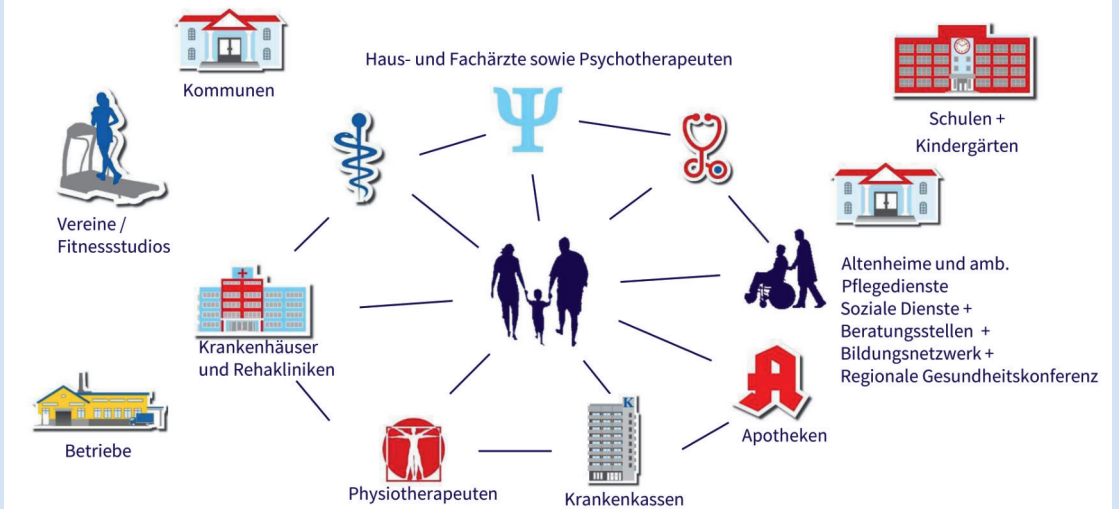 Haus- und Fachärzte sowie Psychotherapeuten
Kommunen
Schulen +
Kindergärten
Vereine /
Fitnessstudios
Altenheime und amb.
Pflegedienste
Soziale Dienste +
Beratungsstellen +
Bildungsnetzwerk +
Regionale Gesundheitskonferenz
Krankenhäuser
und Rehakliniken
K
Betriebe
Apotheken
Physiotherapeuten
Krankenkassen